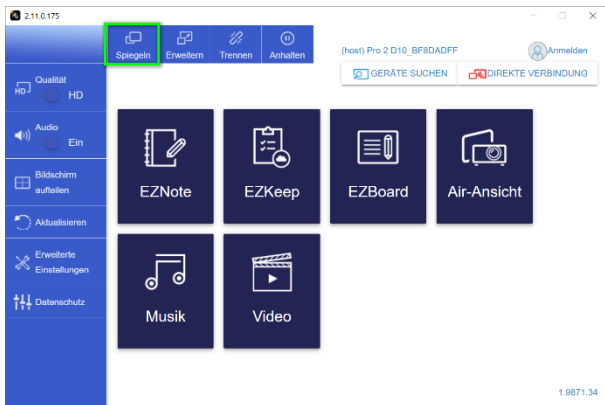 2.11.0.175
Spiegeln Erweitern Trennen Anhalten
(host) Pro 2 D10_BF8DADFF Anmelden
GERÄTE SUCHEN DIREKTE VERBINDUNG
Qualität
HD HD
Audio
Ein
Bildschirm
aufteilen
Aktualisieren
Erweiterte
Einstellungen
Datenschutz
EZNote EZKeep EZBoard Air-Ansicht
Musik Video
1.9871.34